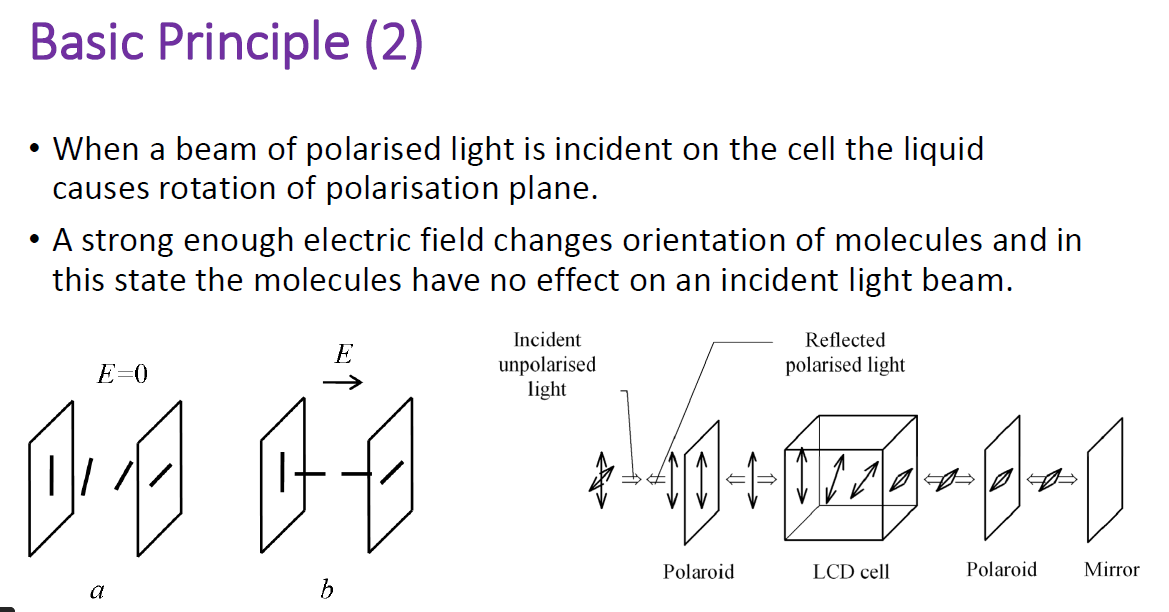 Basic Principle (2)
• When a beam of polarised light is incident on the cell the liquid
causes rotation of polarisation plane.
• A strong enough electric field changes orientation of molecules and in
this state the molecules have no effect on an incident light beam.
E=0
E
a
b
Incident
unpolarised
light
Reflected
polarised light
Polaroid
LCD cell
Polaroid
Mirror